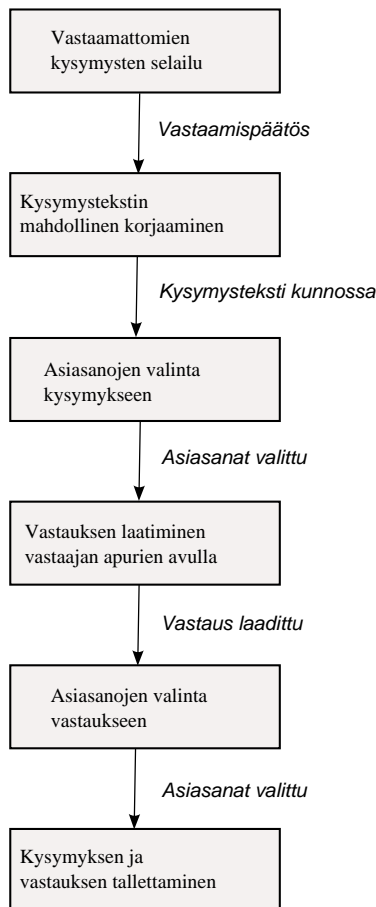 Vastaamattomien
kysymysten selailu
Vastaamispäätös
Kysymystekstin
mahdollinen korjaaminen
Kysymysteksti kunnossa
Asiasanojen valinta
kysymykseen
Asiasanat valittu
Vastauksen laatiminen
vastaajan apurien avulla
Vastaus laadittu
Asiasanojen valinta
vastaukseen
Asiasanat valittu
Kysymyksen ja
vastauksen tallettaminen